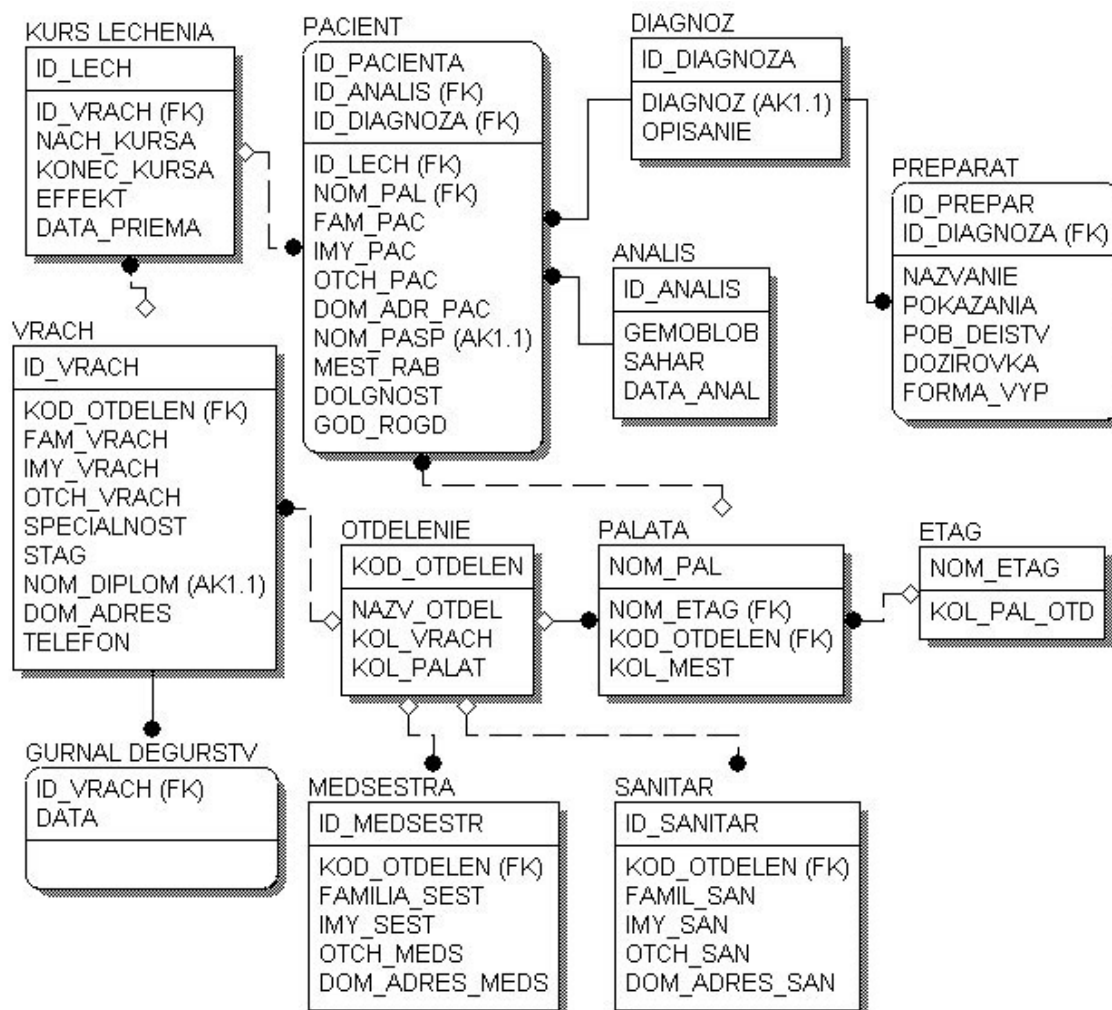 KURS LECHENIA
ID_LECH
ID_VRACH (FK)
NACH_KURSA
KONEC_KURSA
EFFEKT
DATA_PRIEMA
PACIENT
ID_PACIENTA
ID_ANALIS (FK)
ID_DIAGNOZA (FK)
ID_LECH (FK)
NOM_PAL (FK)
FAM_PAC
IMY_PAC
OTCH_PAC
DOM_ADR_PAC
NOM_PASP (AK1.1)
MEST_RAB
DOLGNOST
GOD_ROGD
DIAGNOZ
ID_DIAGNOZA
DIAGNOZ (AK1.1)
OPISANIE
PREPARAT
ID_PREPAR
ID_DIAGNOZA (FK)
NAZVANIE
POKAZANIA
POB_DEISTV
DOZIROVKA
FORMA_VYP
ANALIS
ID_ANALIS
GEMOBLOB
SAHAR
DATA_ANAL
VRACH
ID_VRACH
KOD_OTDELEN (FK)
FAM_VRACH
IMY_VRACH
OTCH_VRACH
SPECIALNOST
STAG
NOM_DIPLOM (AK1.1)
DOM_ADRES
TELEFON
OTDELENIE
KOD_OTDELEN
NAZV_OTDEL
KOL_VRACH
KOL_PALAT
PALATA
NOM_PAL
NOM_ETAG (FK)
KOD_OTDELEN (FK)
KOL_MEST
ETAG
NOM_ETAG
KOL_PAL_OTD
GURNAL DEGURSTV
ID_VRACH (FK)
DATA
MEDSESTRA
ID_MEDSESTR
KOD_OTDELEN (FK)
FAMILIA_SEST
IMY_SEST
OTCH_MEDS
DOM_ADRES_MEDS
SANITAR
ID_SANITAR
KOD_OTDELEN (FK)
FAMIL_SAN
IMY_SAN
OTCH_SAN
DOM_ADRES_SAN